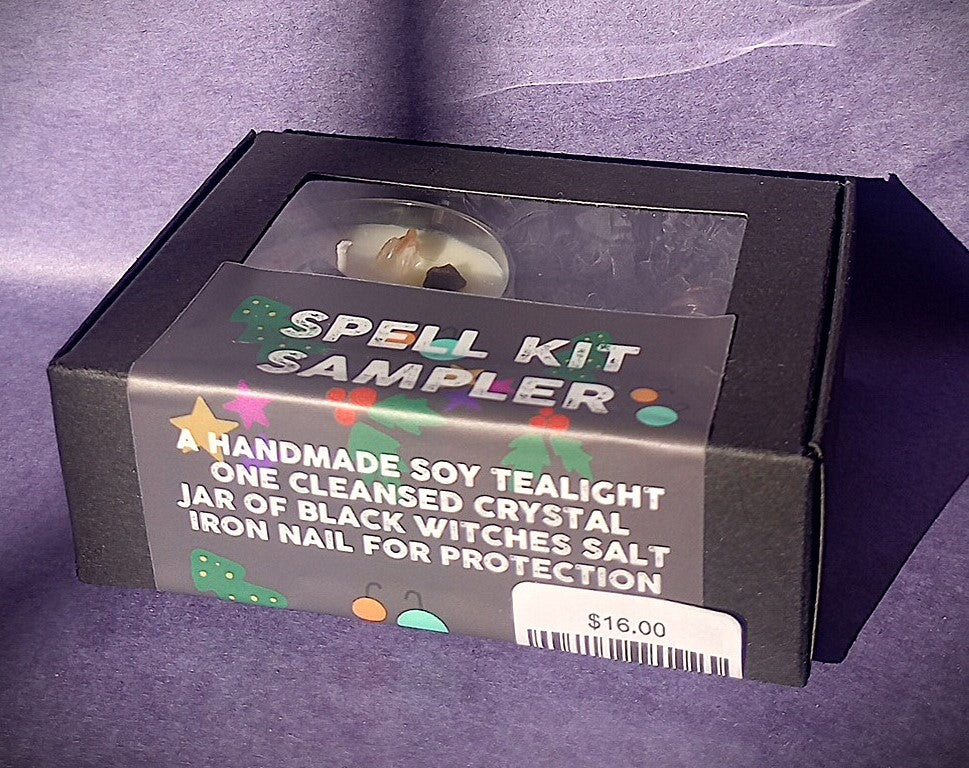 SPELL KIT
SAMPLER
A HANDMADE SOY TEALIGHT
ONE CLEANSED CRYSTAL
JAR OF BLACK WITCHES SALT
IRON NAIL FOR PROTECTION
$16.00